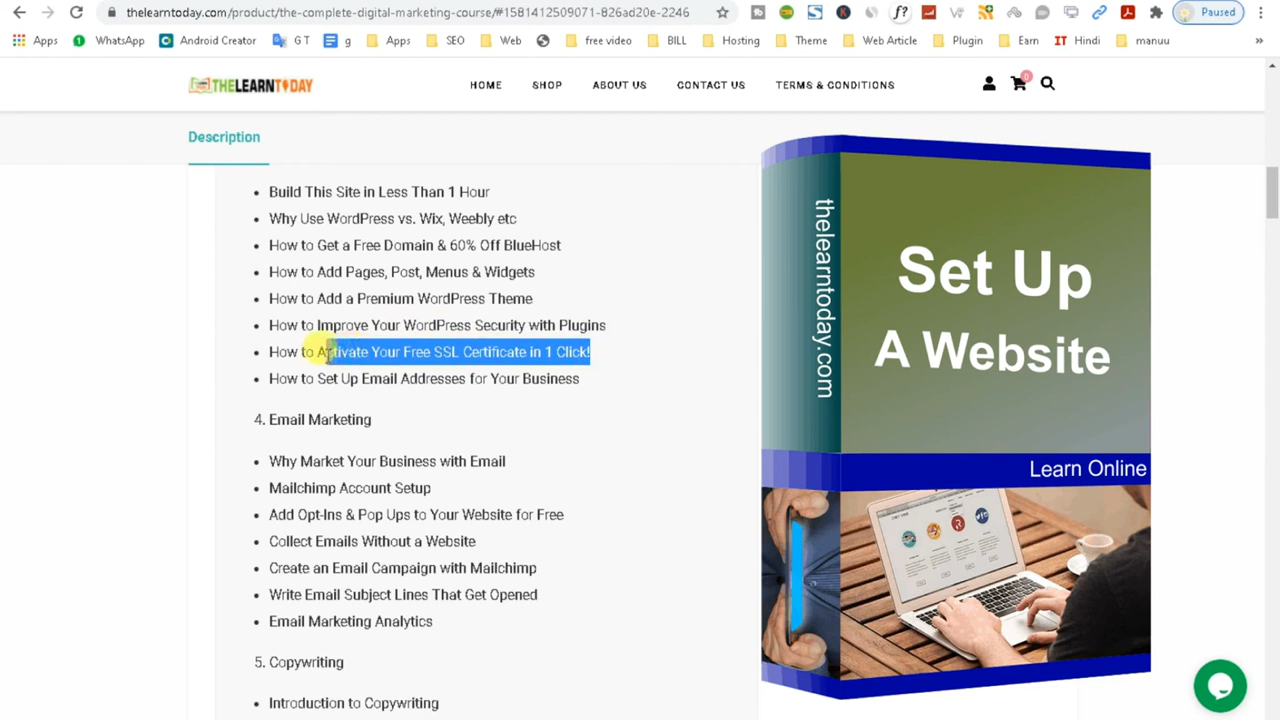 thelearntoday.com/product/the-complete-digital-marketing-course/#1581412509071-826ad20e-2246
Paused
Apps
WhatsApp
Android Creator
G T
g
Apps
SEO
Web
free video
BILL
Hosting
Theme
Web Article
Plugin
Earn
IT Hindi
manuu
THELEARNTODAY
HOME
SHOP
ABOUT US
CONTACT US
TERMS & CONDITIONS
0
Description
• Build This Site in Less Than 1 Hour
• Why Use WordPress vs. Wix, Weebly etc
• How to Get a Free Domain & 60% Off BlueHost
• How to Add Pages, Post, Menus & Widgets
• How to Add a Premium WordPress Theme
• How to Improve Your WordPress Security with Plugins
• How to Activate Your Free SSL Certificate in 1 Click!
• How to Set Up Email Addresses for Your Business
4. Email Marketing
• Why Market Your Business with Email
• Mailchimp Account Setup
• Add Opt-Ins & Pop Ups to Your Website for Free
• Collect Emails Without a Website
• Create an Email Campaign with Mailchimp
• Write Email Subject Lines That Get Opened
• Email Marketing Analytics
5. Copywriting
• Introduction to Copywriting
thelearntoday.com
Set Up
A Website
Learn Online